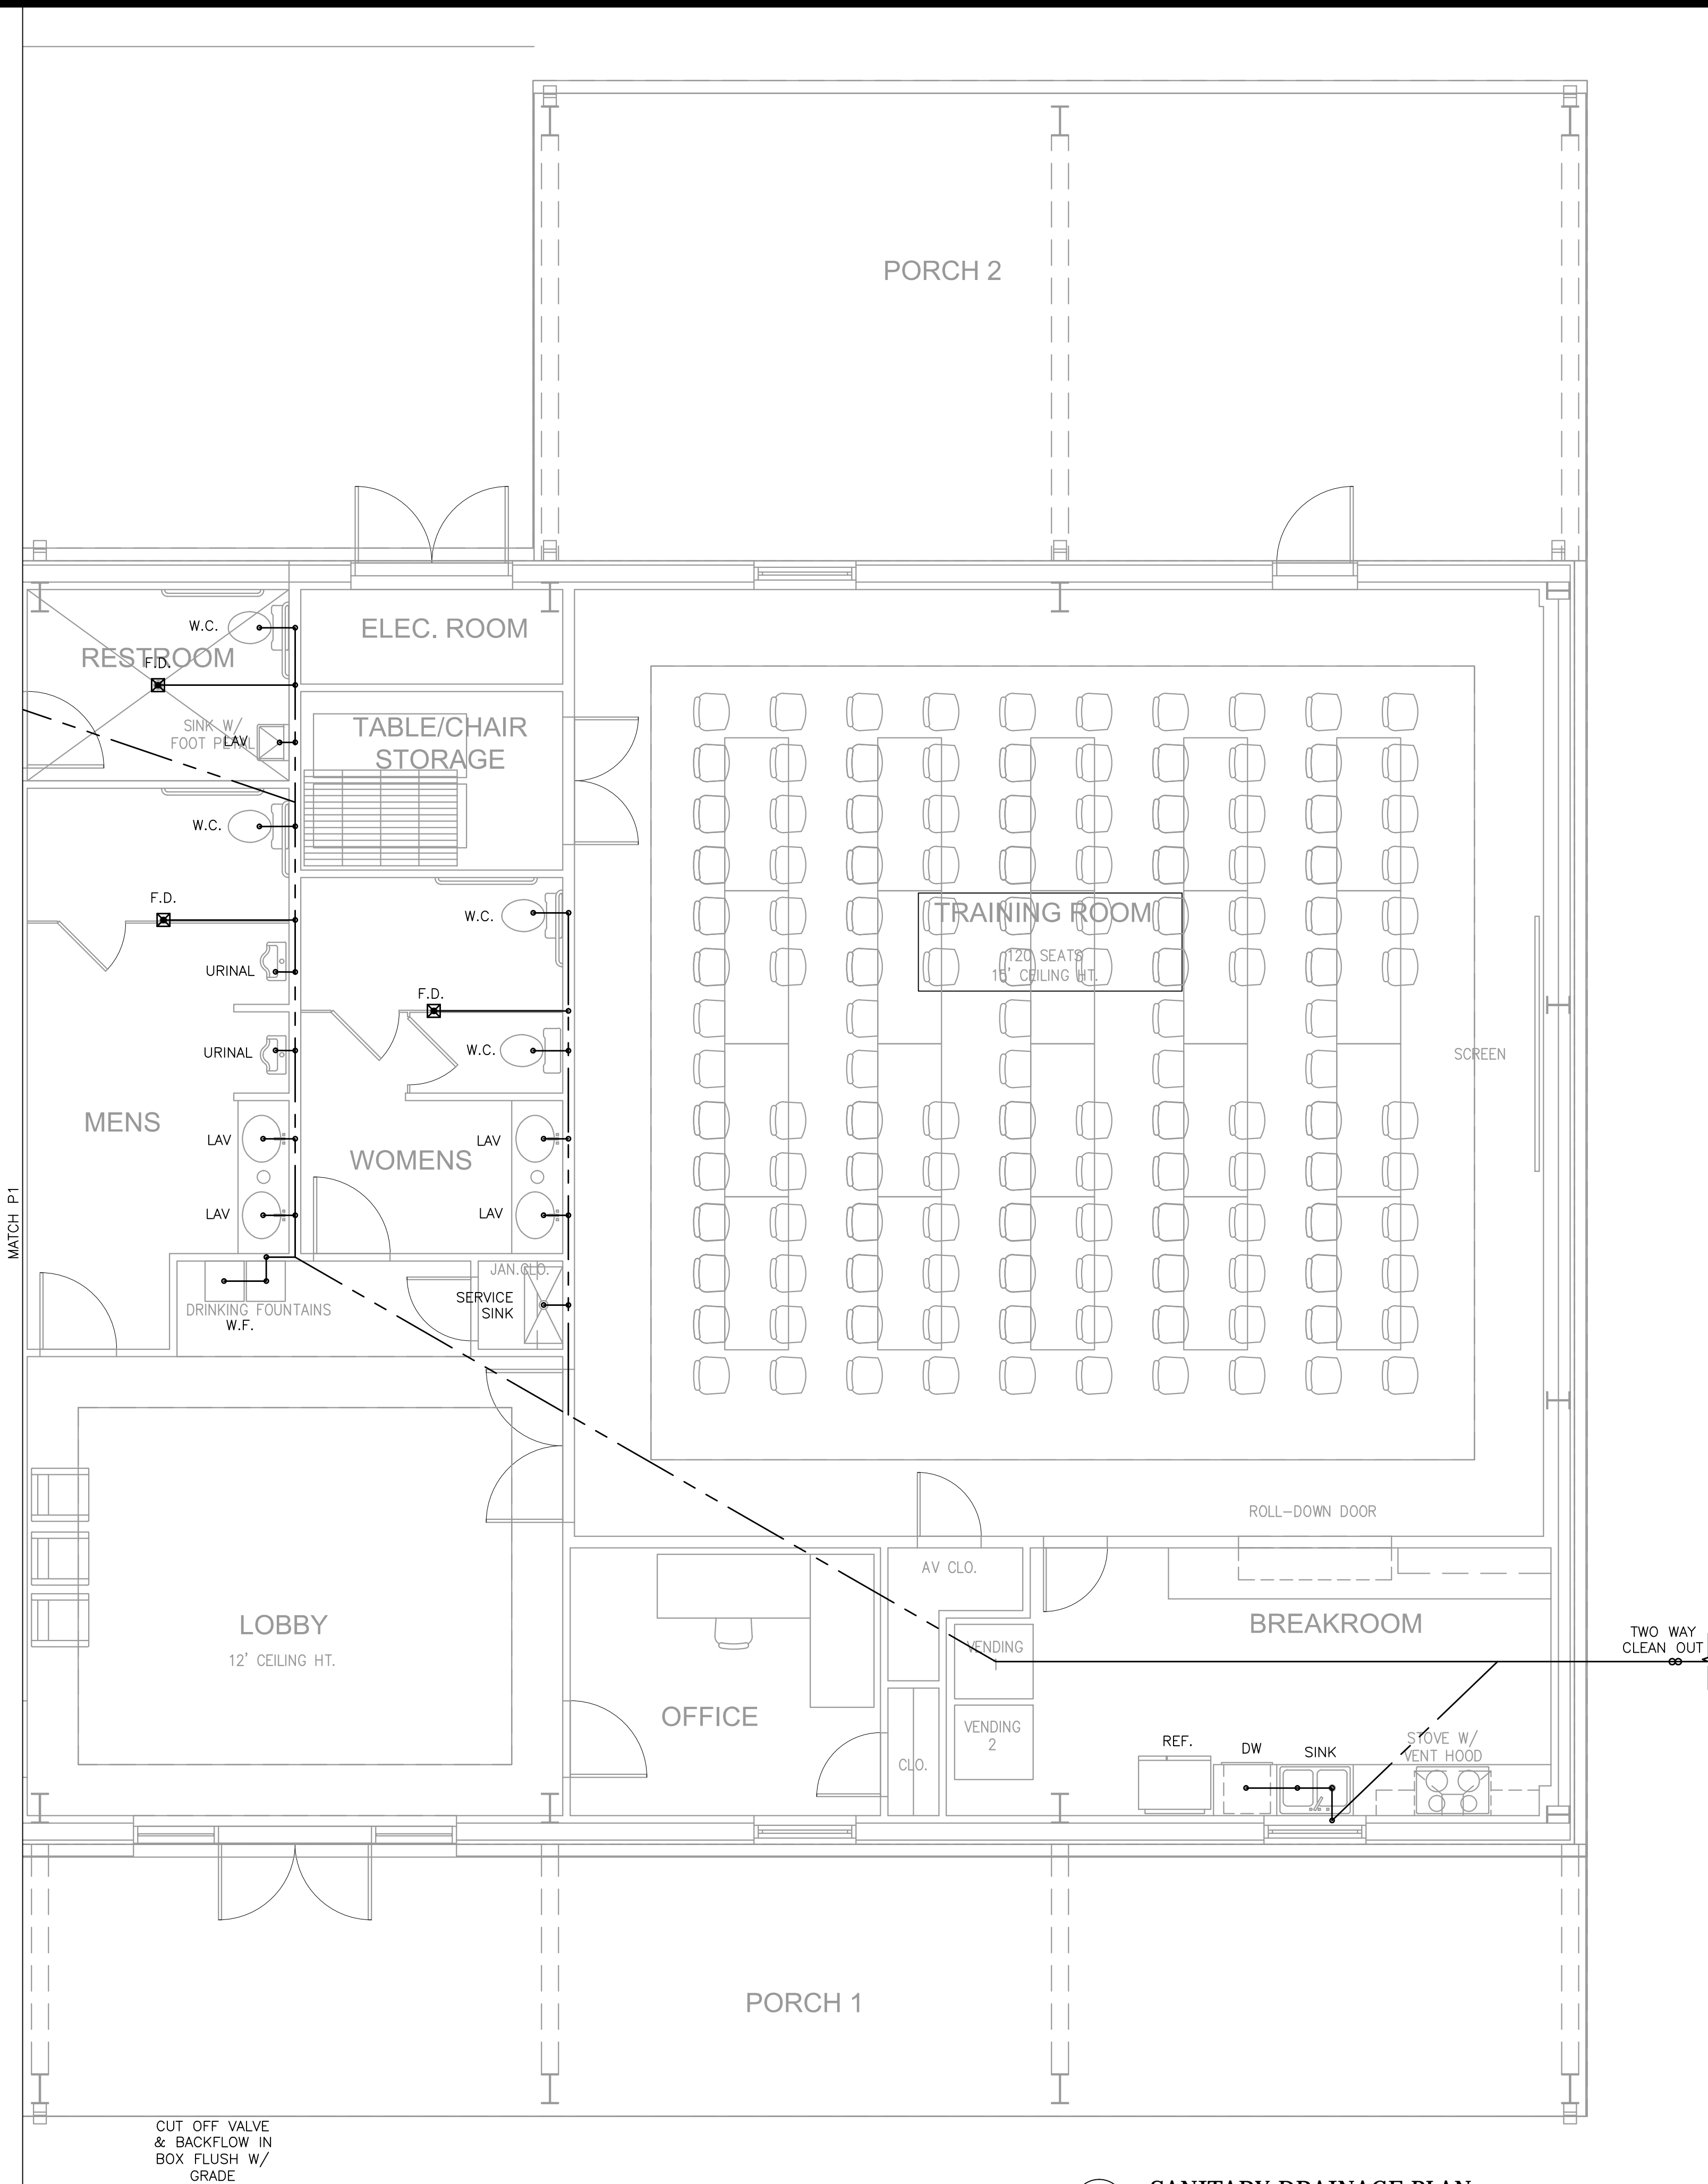 PORCH 2
W.C.
ELEC. ROOM
RESTROOM
F.D.
SINK W/
FOOT
LAV
TABLE/CHAIR
STORAGE
W.C.
F.D.
W.C.
TRAINING ROOM
120 SEATS
15' CEILING HT.
URINAL
F.D.
URINAL
W.C.
SCREEN
MENS
LAV
WOMENS
LAV
LAV
LAV
MATCH P1
JAN.CLO.
SERVICE
SINK
DRINKING FOUNTAINS
W.F.
ROLL-DOWN DOOR
AV CLO.
LOBBY
12' CEILING HT.
BREAKROOM
VENDING
1
TWO WAY
CLEAN OUT
OFFICE
VENDING
2
CLO.
REF.
DW
SINK
STOVE W/
VENT HOOD
PORCH 1
CUT OFF VALVE
& BACKFLOW IN
BOX FLUSH W/
GRADE
SANITARY DRAINAGE PLAN